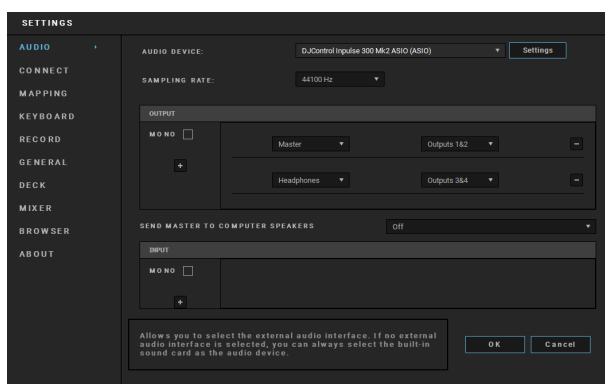 SETTINGS
AUDIO
CONNECT
MAPPING
KEYBOARD
RECORD
GENERAL
DECK
MIXER
BROWSER
ABOUT
AUDIO DEVICE: DJControl Inpulse 300 Mk2 ASIO (ASIO) Settings
SAMPLING RATE: 44100 Hz
OUTPUT
MONO
+
Master Outputs 1&2 −
Headphones Outputs 3&4 −
SEND MASTER TO COMPUTER SPEAKERS Off
INPUT
MONO
+
Allows you to select the external audio interface. If no external
audio interface is selected, you can always select the built-in
sound card as the audio device.
OK Cancel